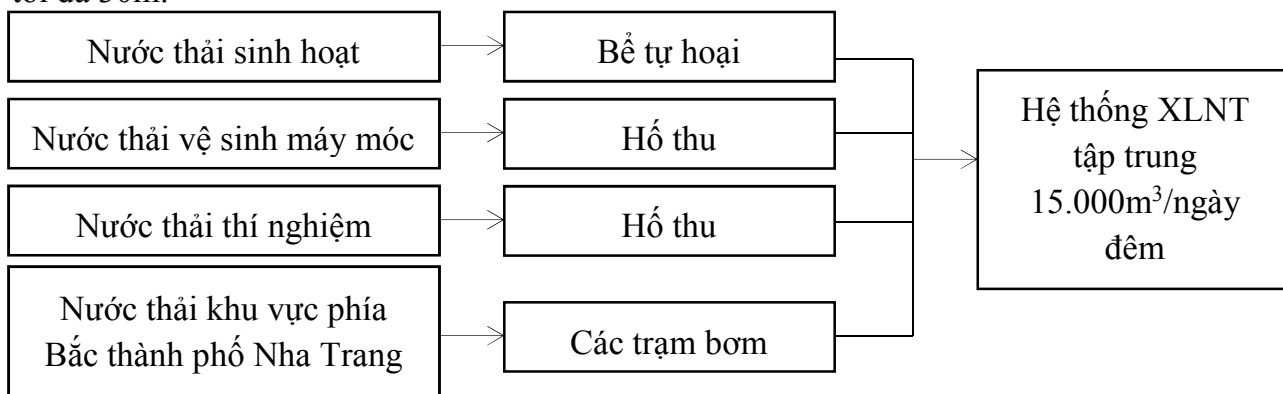 Nước thải sinh hoạt
Bể tự hoại
Nước thải vệ sinh máy móc
Hố thu
Nước thải thí nghiệm
Hố thu
Nước thải khu vực phía
Bắc thành phố Nha Trang
Các trạm bơm
Hệ thống XLNT
tập trung
15.000m³/ngày
đêm